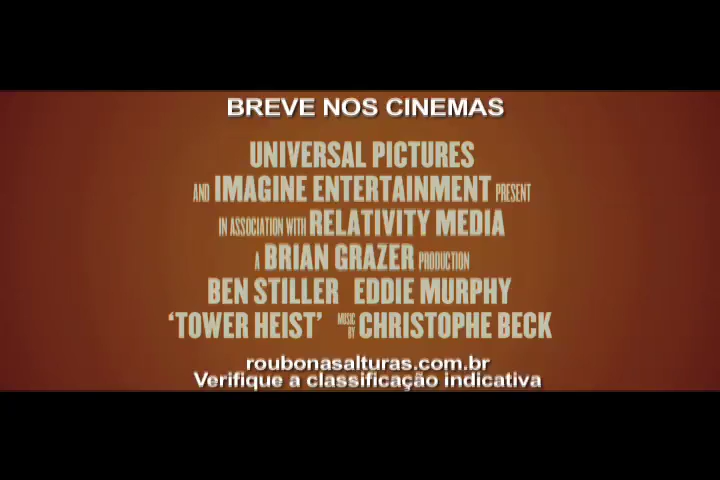 BREVE NOS CINEMAS
UNIVERSAL PICTURES
AND IMAGINE ENTERTAINMENT PRESENT
IN ASSOCIATION WITH RELATIVITY MEDIA
A BRIAN GRAZER PRODUCTION
BEN STILLER EDDIE MURPHY
‘TOWER HEIST’ MUSIC BY CHRISTOPHE BECK
roubonasalturas.com.br
Verifique a classificação indicativa